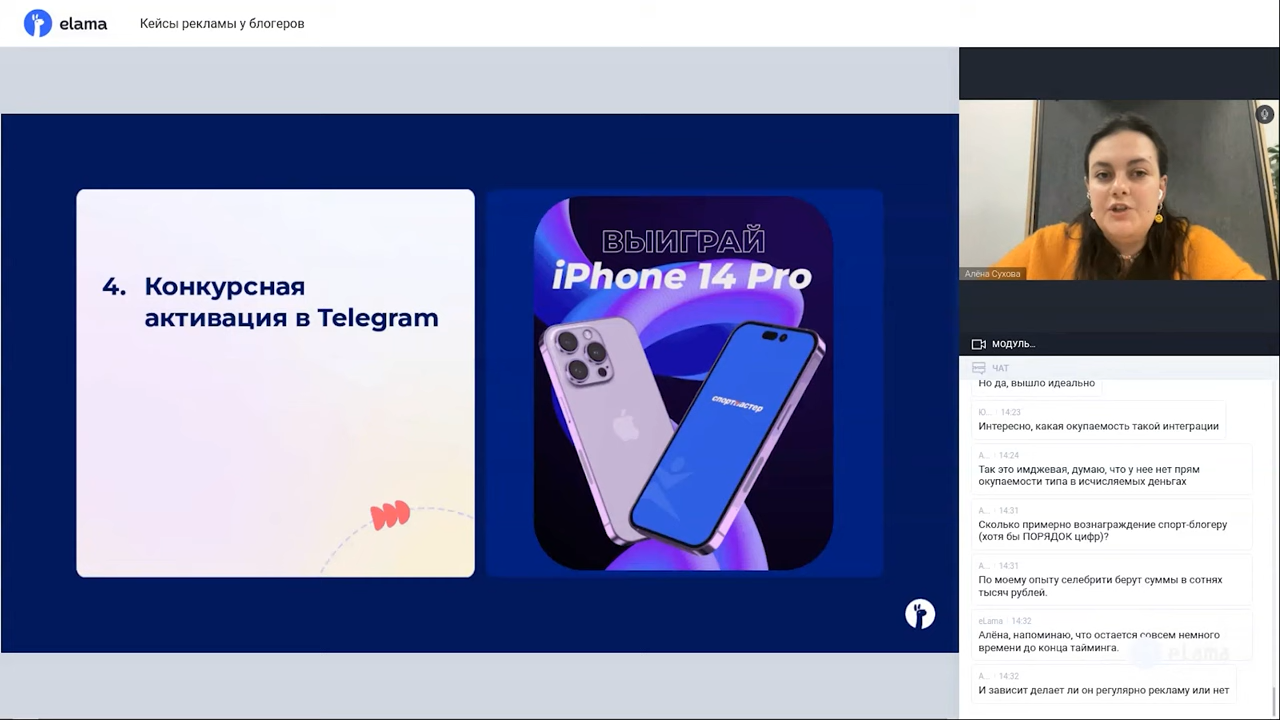 elama
Кейсы рекламы у блогеров
4. Конкурсная
активация в Telegram
ВЫИГРАЙ
iPhone 14 Pro
спортмастер
Алёна Сухова
МОДУЛЬ...
ЧАТ
Но да, вышло идеально
Ю... · 14:23
Интересно, какая окупаемость такой интеграции
А... · 14:24
Так это имджевая, думаю, что у нее нет прям
окупаемости типа в исчисляемых деньгах
А... · 14:31
Сколько примерно вознаграждение спорт-блогеру
(хотя бы ПОРЯДОК цифр)?
А... · 14:31
По моему опыту селебрити берут суммы в сотнях
тысяч рублей.
eLama · 14:32
Алёна, напоминаю, что остается совсем немного
времени до конца тайминга.
eLama
А... · 14:32
И зависит делает ли он регулярно рекламу или нет